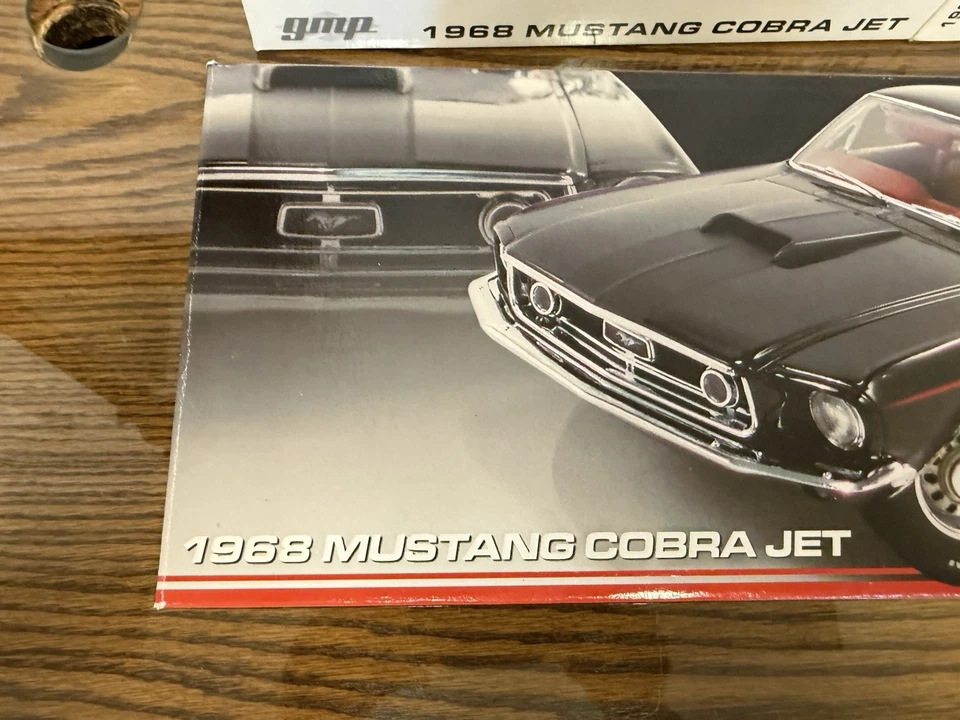 gmp 1968 MUSTANG COBRA JET
1968 MUSTANG COBRA JET